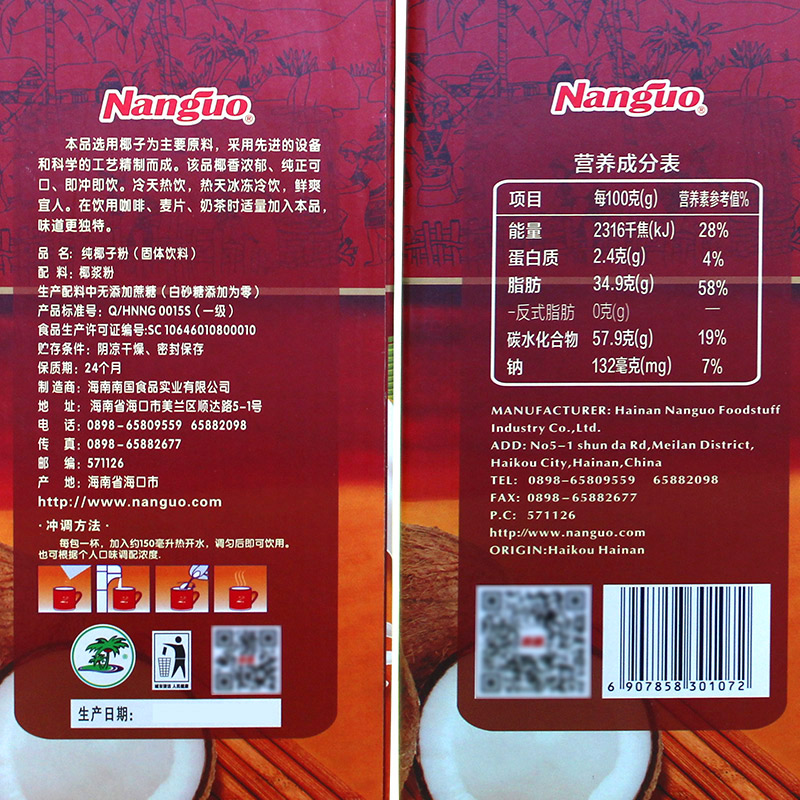 Nanguo®
本品选用椰子为主要原料，采用先进的设备
和科学的工艺精制而成。该品椰香浓郁、纯正可
口、即冲即饮。冷天热饮，热天冰冻冷饮，鲜爽
宜人。在饮用咖啡、麦片、奶茶时适量加入本品，
味道更独特。
品 名：纯椰子粉（固体饮料）
配 料：椰浆粉
生产配料中无添加蔗糖（白砂糖添加为零）
产品标准号：Q/HNNG 0015S（一级）
食品生产许可证编号:SC 10646010800010
贮存条件：阴凉干燥、密封保存
保质期：24个月
制造商：海南南国食品实业有限公司
地 址：海南省海口市美兰区顺达路5-1号
电 话：0898-65809559 65882098
传 真：0898-65882677
邮 编：571126
产 地：海南省海口市
http://www.nanguo.com
·冲调方法·
每包一杯，加入约150毫升热开水，调匀后即可饮用。
也可根据个人口味调配浓度.
生产日期:
Nanguo®
营养成分表
项目 每100克(g) 营养素参考值%
能量 2316千焦(kJ) 28%
蛋白质 2.4克(g) 4%
脂肪 34.9克(g) 58%
-反式脂肪 0克(g) —
碳水化合物 57.9克(g) 19%
钠 132毫克(mg) 7%
MANUFACTURER: Hainan Nanguo Foodstuff
Industry Co.,Ltd.
ADD: No5-1 shun da Rd,Meilan District,
Haikou City,Hainan,China
TEL: 0898-65809559 65882098
FAX: 0898-65882677
P.C: 571126
http://www.nanguo.com
ORIGIN:Haikou Hainan
6 907858 301072